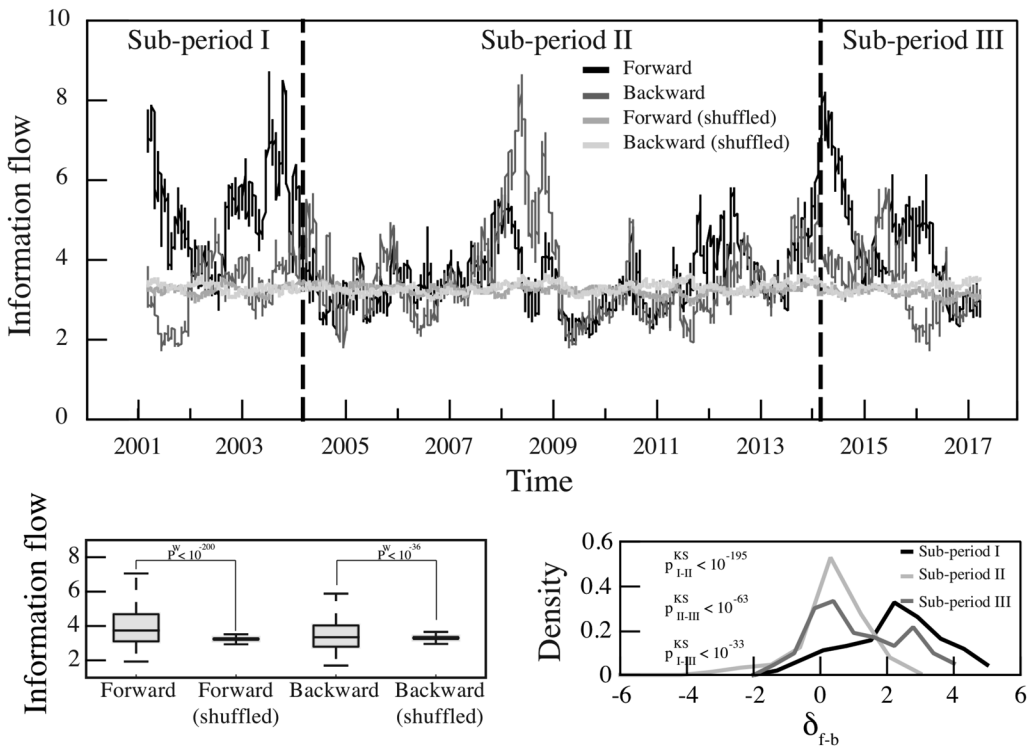 10
8
6
4
2
0
Information flow
Sub-period I
Sub-period II
Sub-period III
Forward
Backward
Forward (shuffled)
Backward (shuffled)
2001 2003 2005 2007 2009 2011 2013 2015 2017
Time
Information flow
8
6
4
2
P^W < 10^-200
P^W < 10^-36
Forward
Forward
(shuffled)
Backward
Backward
(shuffled)
Density
0.6
0.4
0.2
0
p^KS_I-II < 10^-195
p^KS_II-III < 10^-63
p^KS_I-III < 10^-33
Sub-period I
Sub-period II
Sub-period III
-6 -4 -2 0 2 4 6
δ_f-b